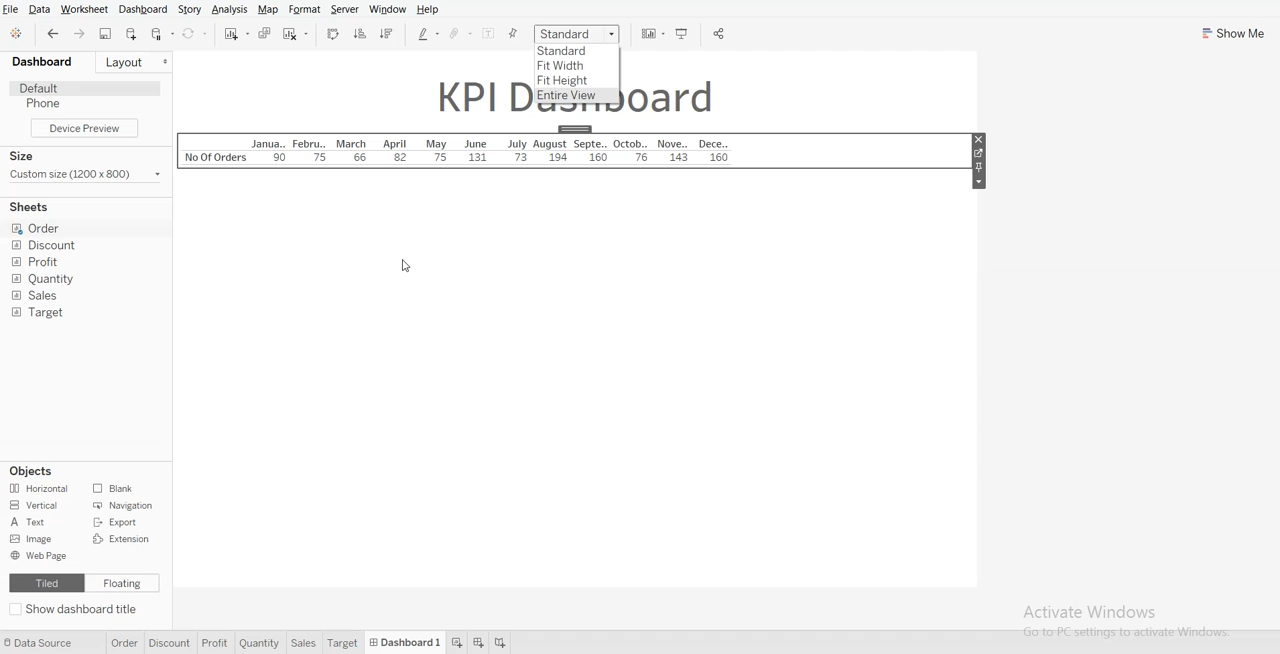 File Data Worksheet Dashboard Story Analysis Map Format Server Window Help
Standard
Show Me
Standard
Fit Width
Fit Height
Entire View
Dashboard Layout
Default
Phone
Device Preview
Size
Custom size (1200 x 800)
Sheets
Order
Discount
Profit
Quantity
Sales
Target
KPI Dashboard
Janua.. Febru.. March April May June July August Septe.. Octob.. Nove.. Dece..
No Of Orders 90 75 66 82 75 131 73 194 160 76 143 160
Objects
Horizontal Blank
Vertical Navigation
Text Export
Image Extension
Web Page
Tiled Floating
Show dashboard title
Activate Windows
Go to PC settings to activate Windows.
Data Source Order Discount Profit Quantity Sales Target Dashboard 1